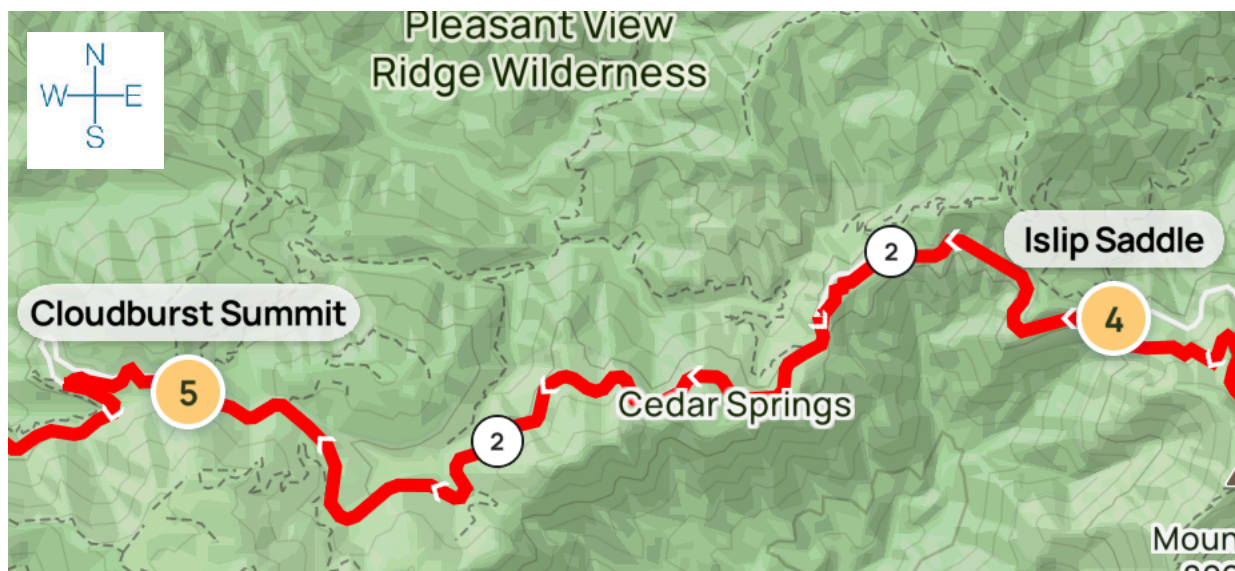 Pleasant View
Ridge Wilderness
N
W E
S
2
Islip Saddle
4
Cloudburst Summit
5
Cedar Springs
2
Moun